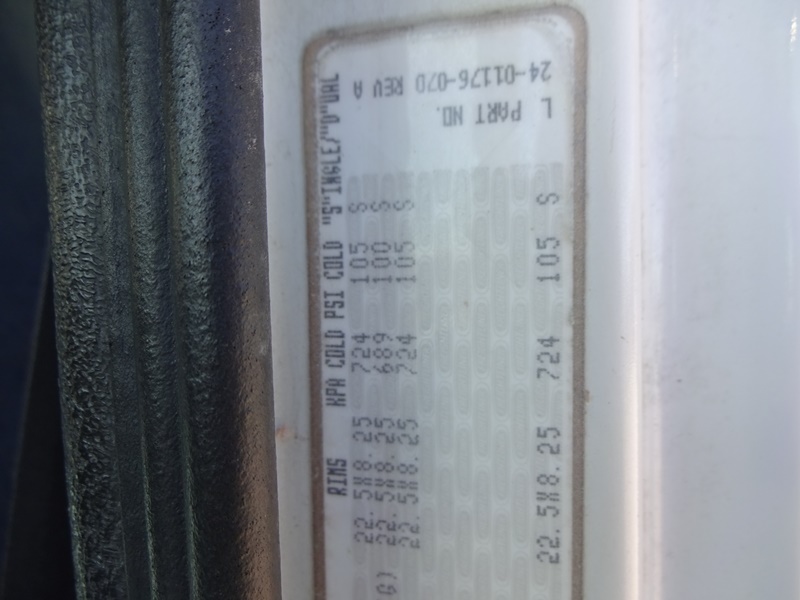 RIMS KPA COLD PSI COLD "S"INGLE/"D"UAL
22.5X8.25 724 105 S
G) 22.5X8.25 689 100 S
22.5X8.25 724 105 S
22.5X8.25 724 105 S
L PART NO.
24-01176-070 REV A